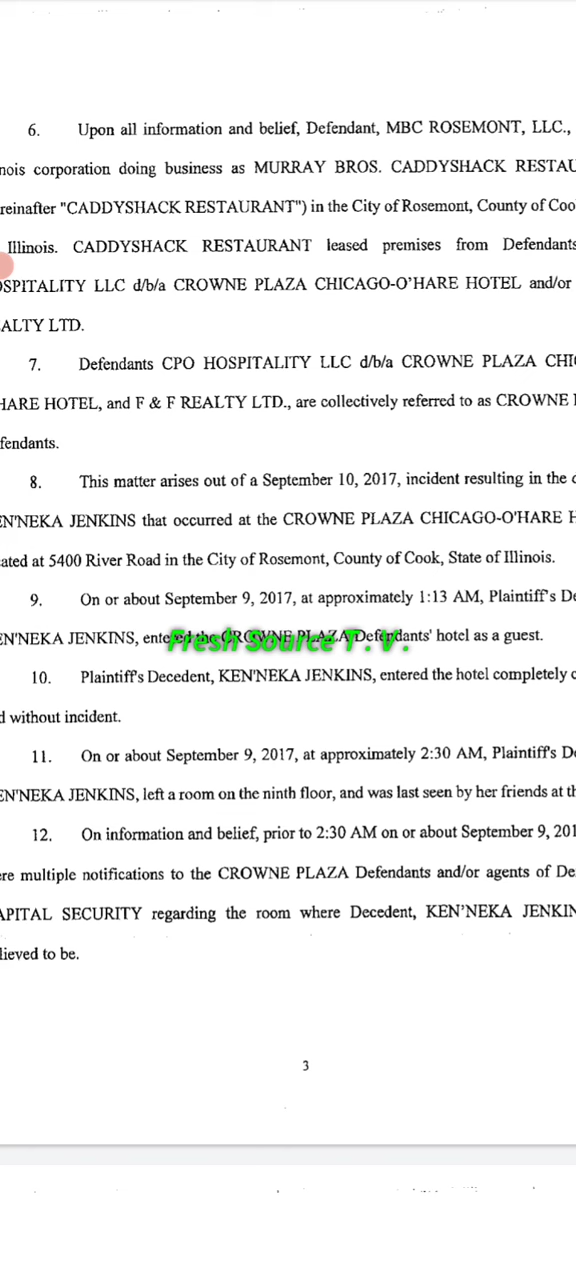 6. Upon all information and belief, Defendant, MBC ROSEMONT, LLC.,
nois corporation doing business as MURRAY BROS. CADDYSHACK RESTAU
reinafter "CADDYSHACK RESTAURANT") in the City of Rosemont, County of Coo
Illinois. CADDYSHACK RESTAURANT leased premises from Defendants
OSPITALITY LLC d/b/a CROWNE PLAZA CHICAGO-O'HARE HOTEL and/or
ALTY LTD.
7. Defendants CPO HOSPITALITY LLC d/b/a CROWNE PLAZA CHI
HARE HOTEL, and F & F REALTY LTD., are collectively referred to as CROWNE
fendants.
8. This matter arises out of a September 10, 2017, incident resulting in the
EN'NEKA JENKINS that occurred at the CROWNE PLAZA CHICAGO-O'HARE H
ated at 5400 River Road in the City of Rosemont, County of Cook, State of Illinois.
9. On or about September 9, 2017, at approximately 1:13 AM, Plaintiff's De
EN'NEKA JENKINS, entered the CROWNE PLAZA Defendants' hotel as a guest.
Fresh Source T.V.
10. Plaintiff's Decedent, KEN'NEKA JENKINS, entered the hotel completely
d without incident.
11. On or about September 9, 2017, at approximately 2:30 AM, Plaintiff's De
EN'NEKA JENKINS, left a room on the ninth floor, and was last seen by her friends at th
12. On information and belief, prior to 2:30 AM on or about September 9, 201
ere multiple notifications to the CROWNE PLAZA Defendants and/or agents of De
APITAL SECURITY regarding the room where Decedent, KEN'NEKA JENKIN
lieved to be.
3